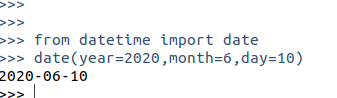 >>>
>>>
>>> from datetime import date
>>> date(year=2020,month=6,day=10)
2020-06-10
>>>